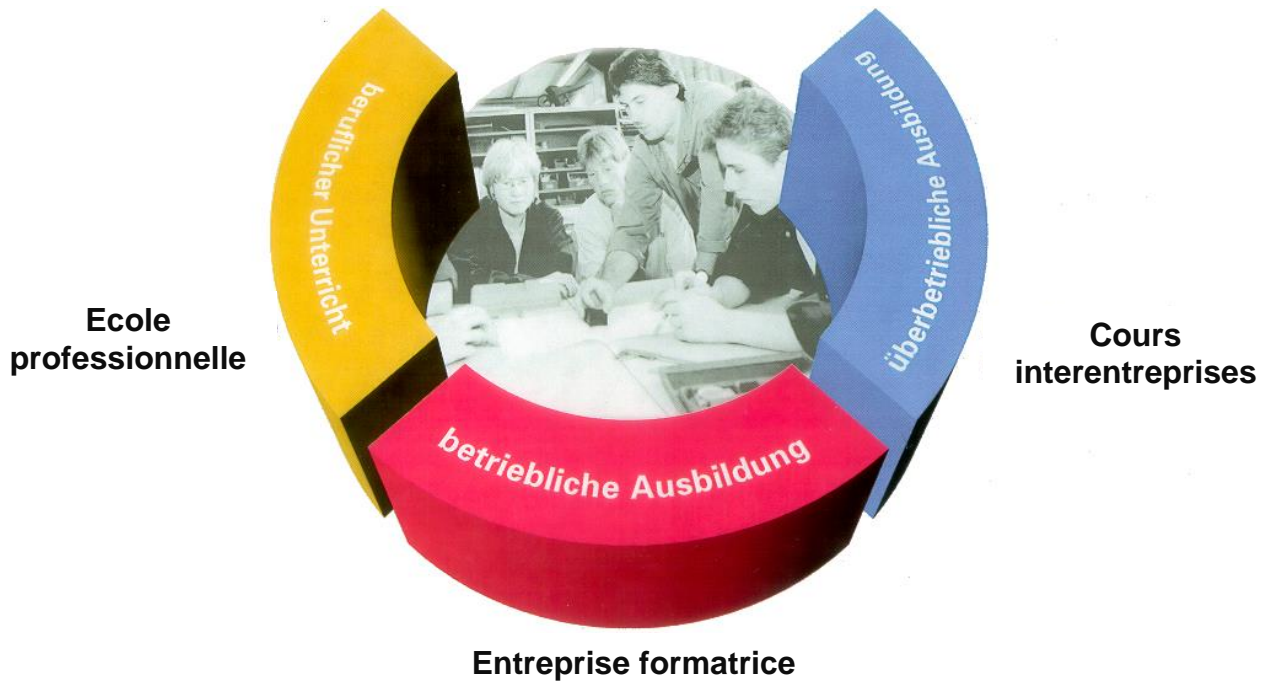 beruflicher Unterricht
überbetriebliche Ausbildung
Ecole
professionnelle
Cours
interentreprises
betriebliche Ausbildung
Entreprise formatrice